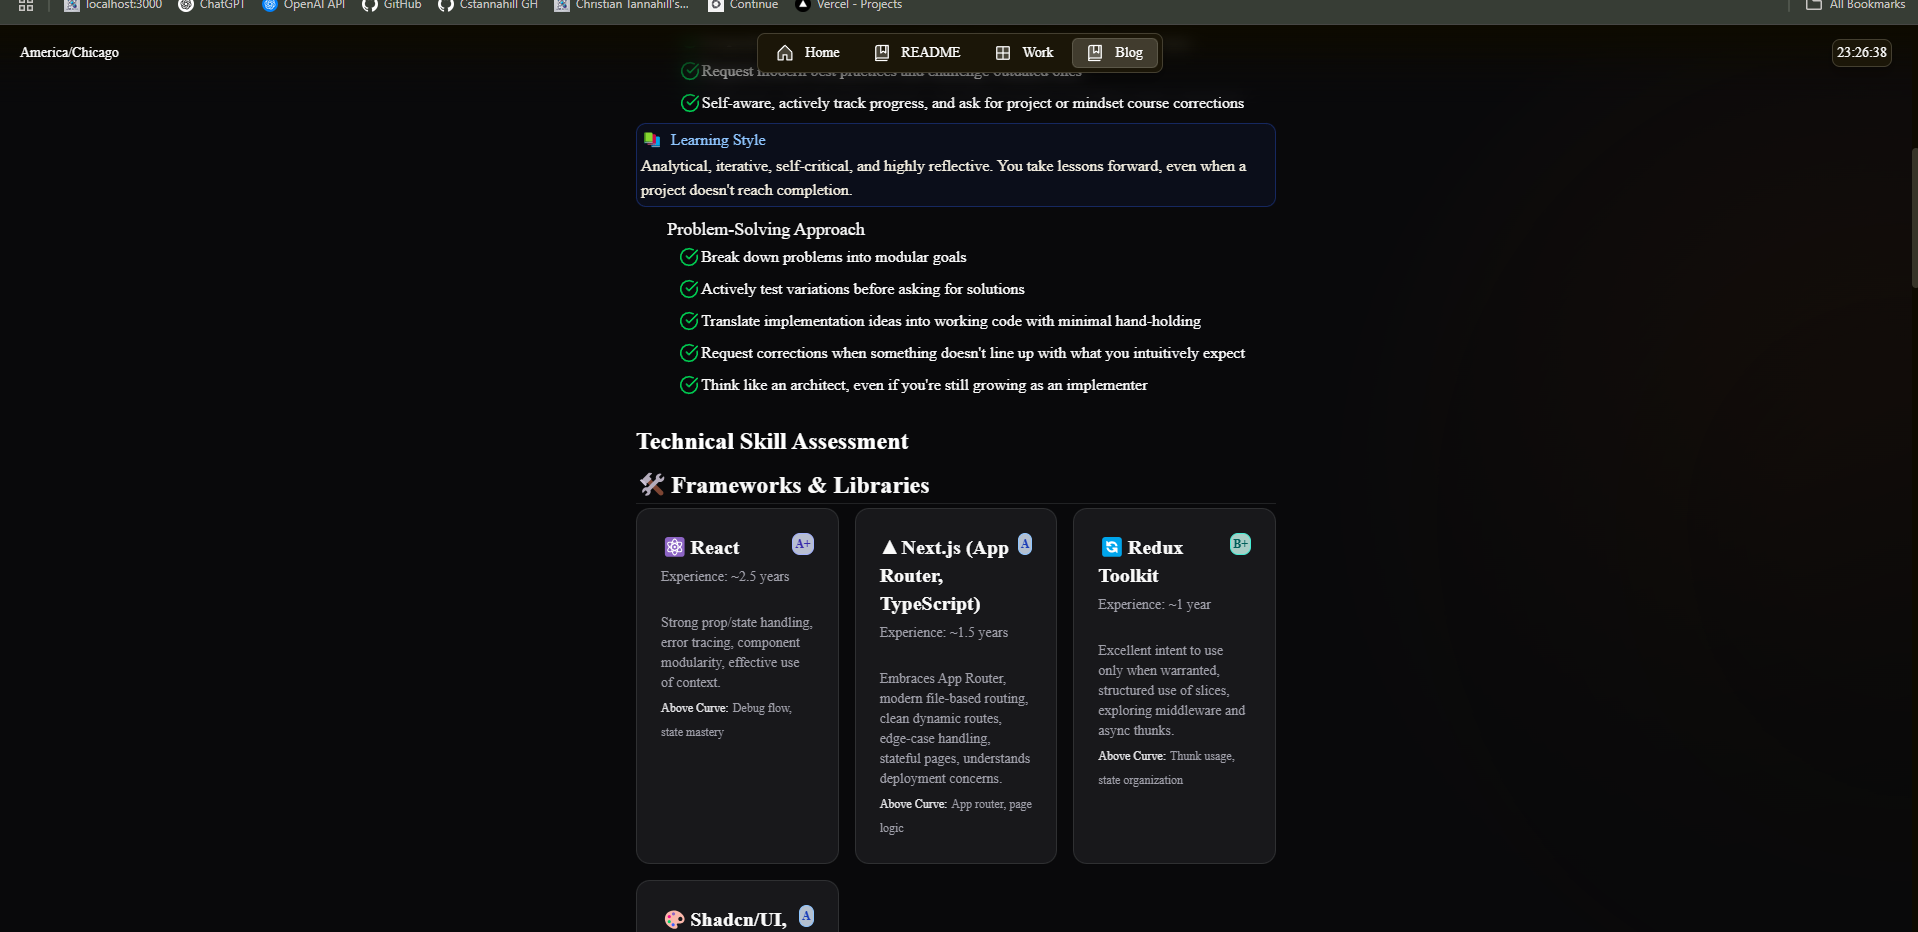 localhost:3000
ChatGPT
OpenAI API
GitHub
Cstannahill GH
Christian Tannahill's...
Continue
Vercel - Projects
All Bookmarks
America/Chicago
Home
README
Work
Blog
23:26:38
Request modern best practices and challenge outdated ones
Self-aware, actively track progress, and ask for project or mindset course corrections
Learning Style
Analytical, iterative, self-critical, and highly reflective. You take lessons forward, even when a
project doesn't reach completion.
Problem-Solving Approach
Break down problems into modular goals
Actively test variations before asking for solutions
Translate implementation ideas into working code with minimal hand-holding
Request corrections when something doesn't line up with what you intuitively expect
Think like an architect, even if you're still growing as an implementer
Technical Skill Assessment
Frameworks & Libraries
React
A+
Experience: ~2.5 years
Strong prop/state handling,
error tracing, component
modularity, effective use
of context.
Above Curve: Debug flow,
state mastery
Next.js (App
Router,
TypeScript)
A
Experience: ~1.5 years
Embraces App Router,
modern file-based routing,
clean dynamic routes,
edge-case handling,
stateful pages, understands
deployment concerns.
Above Curve: App router, page
logic
Redux
Toolkit
B+
Experience: ~1 year
Excellent intent to use
only when warranted,
structured use of slices,
exploring middleware and
async thunks.
Above Curve: Thunk usage,
state organization
Shadcn/UI,
A